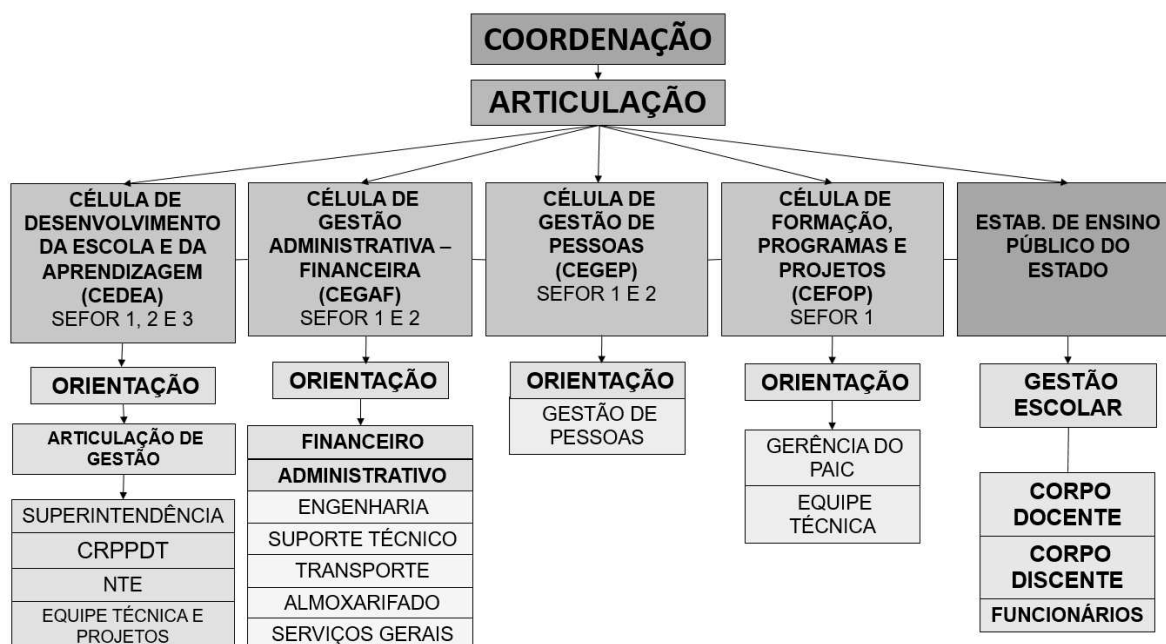 COORDENAÇÃO
ARTICULAÇÃO
CÉLULA DE
DESENVOLVIMENTO
DA ESCOLA E DA
APRENDIZAGEM
(CEDEA)
SEFOR 1, 2 E 3
ORIENTAÇÃO
ARTICULAÇÃO DE
GESTÃO
SUPERINTENDÊNCIA
CRPPDT
NTE
EQUIPE TÉCNICA E
PROJETOS
CÉLULA DE
GESTÃO
ADMINISTRATIVA –
FINANCEIRA
(CEGAF)
SEFOR 1 E 2
ORIENTAÇÃO
FINANCEIRO
ADMINISTRATIVO
ENGENHARIA
SUPORTE TÉCNICO
TRANSPORTE
ALMOXARIFADO
SERVIÇOS GERAIS
CÉLULA DE
GESTÃO DE
PESSOAS
(CEGEP)
SEFOR 1 E 2
ORIENTAÇÃO
GESTÃO DE
PESSOAS
CÉLULA DE
FORMAÇÃO,
PROGRAMAS E
PROJETOS
(CEFOP)
SEFOR 1
ORIENTAÇÃO
GERÊNCIA DO
PAIC
EQUIPE
TÉCNICA
ESTAB. DE ENSINO
PÚBLICO DO
ESTADO
GESTÃO
ESCOLAR
CORPO
DOCENTE
CORPO
DISCENTE
FUNCIONÁRIOS